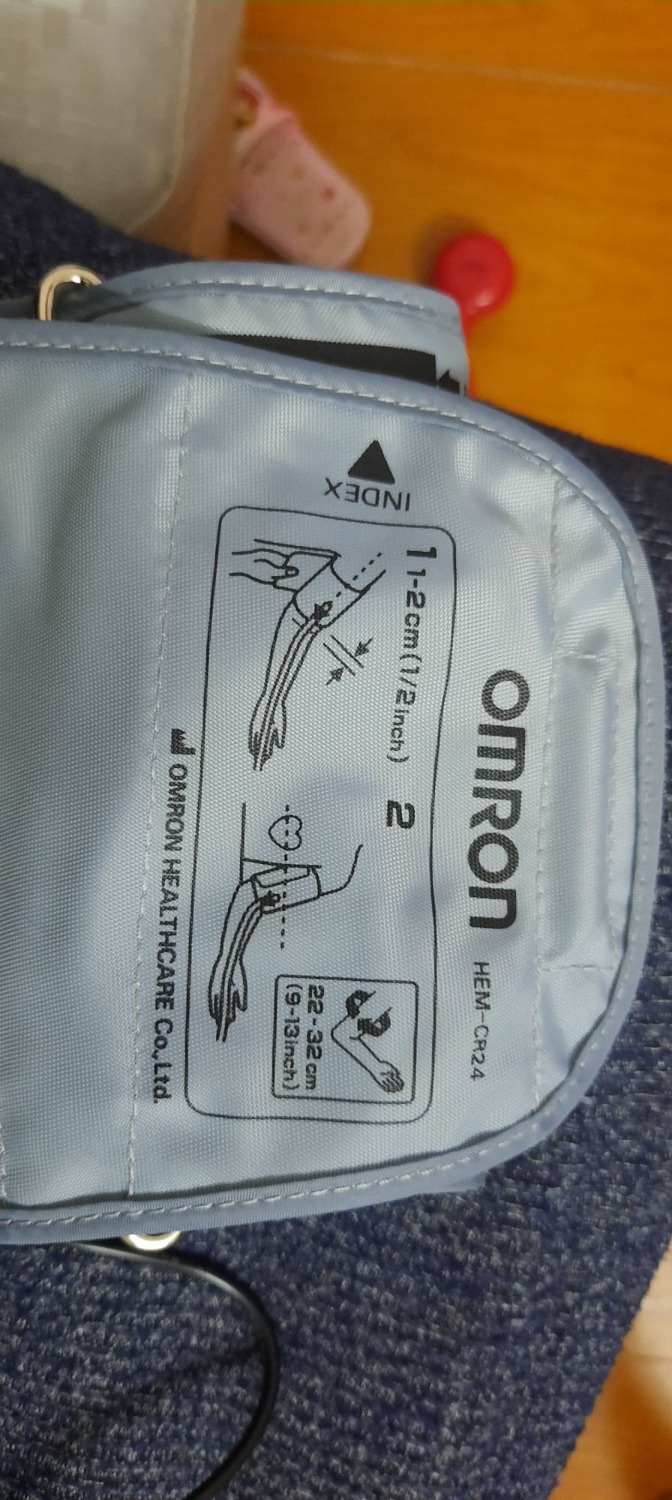 OMRON HEM-CR24
INDEX
1 1-2cm(1/2inch)
2
22-32cm
(9-13inch)
OMRON HEALTHCARE Co.,Ltd.